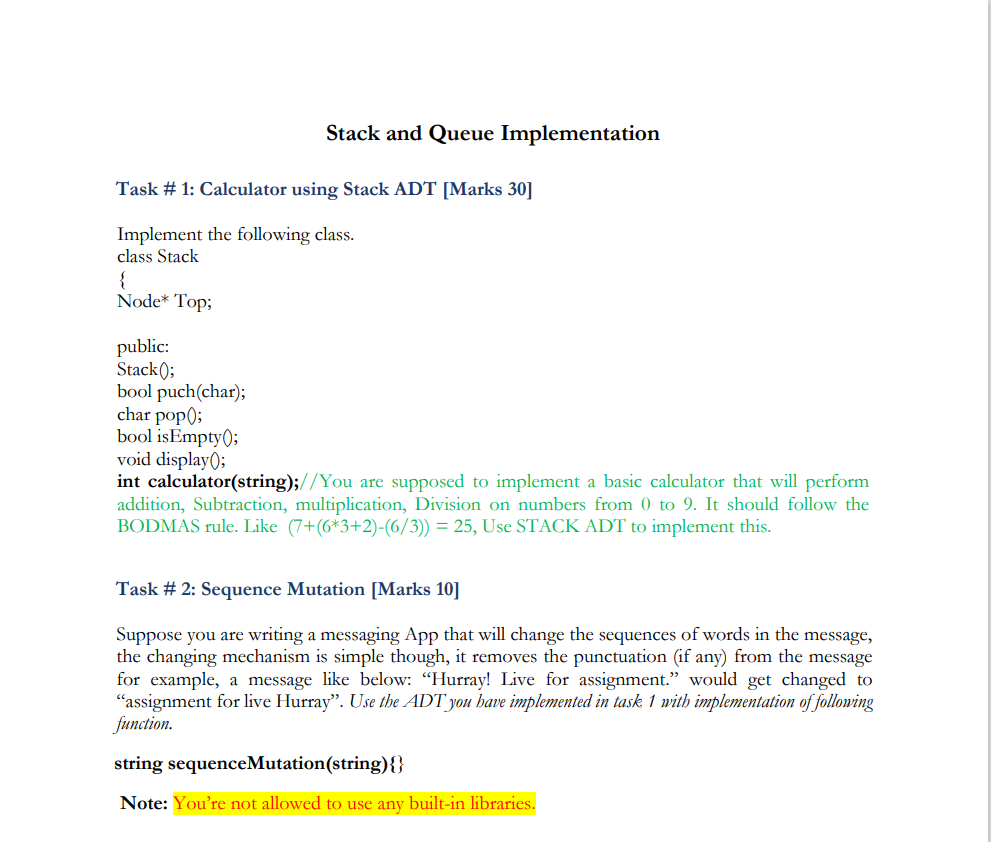 Stack and Queue Implementation
Task # 1: Calculator using Stack ADT [Marks 30]
Implement the following class.
class Stack
{
Node* Top;
public:
Stack();
bool puch(char);
char pop();
bool isEmpty();
void display();
int calculator(string);//You are supposed to implement a basic calculator that will perform
addition, Subtraction, multiplication, Division on numbers from 0 to 9. It should follow the
BODMAS rule. Like (7+(6*3+2)-(6/3)) = 25, Use STACK ADT to implement this.
Task # 2: Sequence Mutation [Marks 10]
Suppose you are writing a messaging App that will change the sequences of words in the message,
the changing mechanism is simple though, it removes the punctuation (if any) from the message
for example, a message like below: “Hurray! Live for assignment.” would get changed to
“assignment for live Hurray”. Use the ADT you have implemented in task 1 with implementation of following
function.
string sequenceMutation(string){}
Note: You’re not allowed to use any built-in libraries.